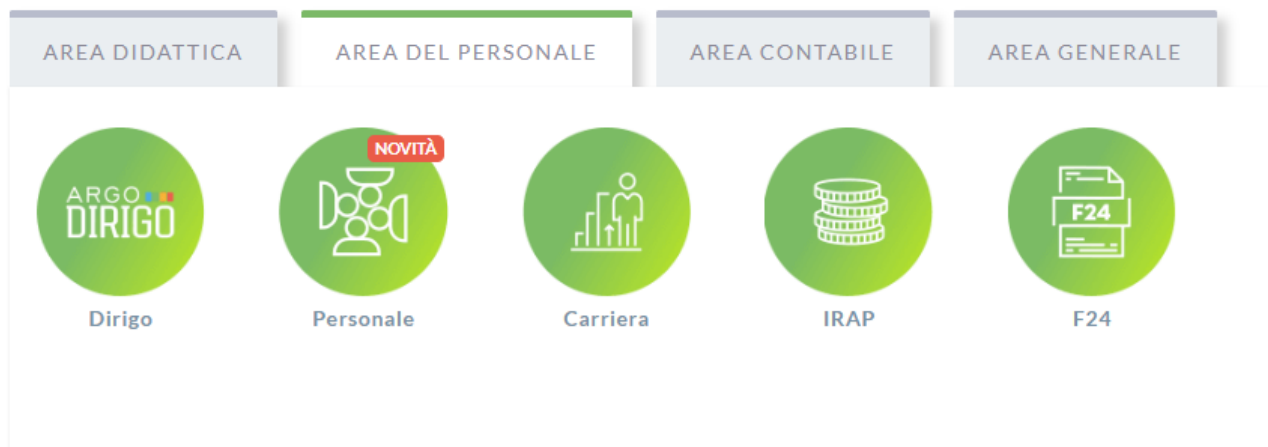 AREA DIDATTICA
AREA DEL PERSONALE
AREA CONTABILE
AREA GENERALE
NOVITÀ
ARGO
DIRIGO
F24
Dirigo
Personale
Carriera
IRAP
F24